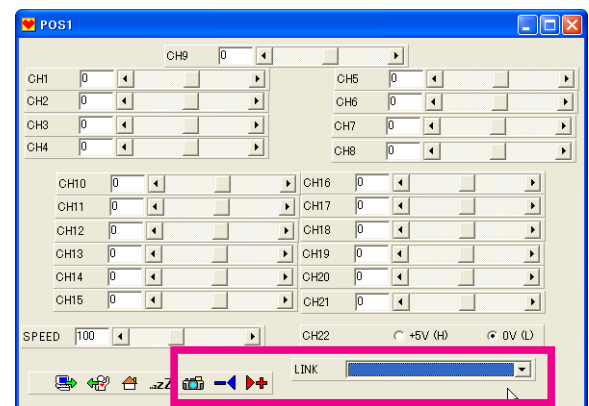 POS1
CH9 0
CH1 0 CH5 0
CH2 0 CH6 0
CH3 0 CH7 0
CH4 0 CH8 0
CH10 0 CH16 0
CH11 0 CH17 0
CH12 0 CH18 0
CH13 0 CH19 0
CH14 0 CH20 0
CH15 0 CH21 0
SPEED 100 CH22 +5V (H) 0V (L)
LINK
..zZ